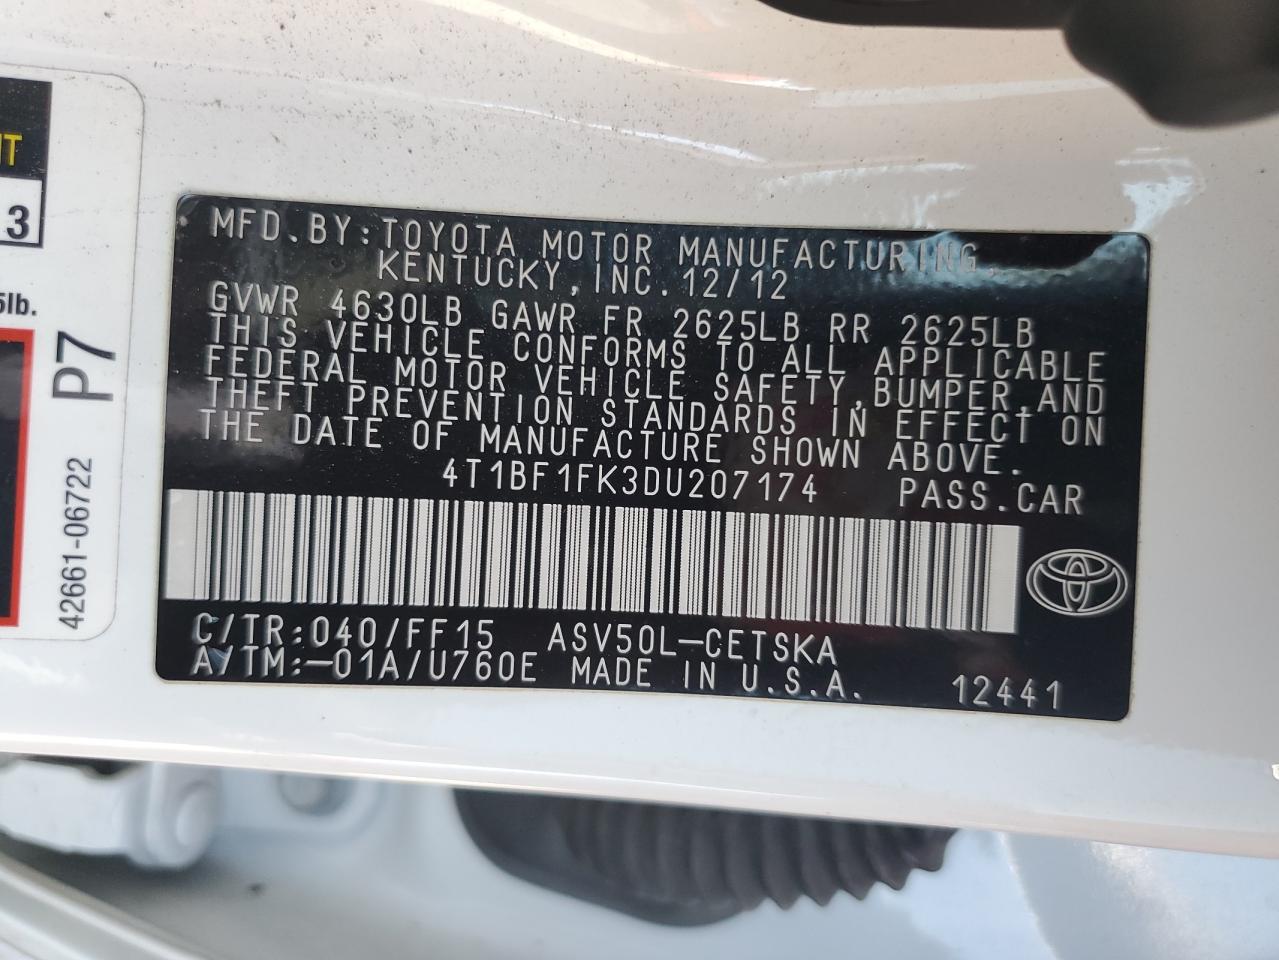 MFD.BY:TOYOTA MOTOR MANUFACTURING,
KENTUCKY,INC.12/12
GVWR 4630LB GAWR FR 2625LB RR 2625LB
THIS VEHICLE CONFORMS TO ALL APPLICABLE
FEDERAL MOTOR VEHICLE SAFETY,BUMPER,AND
THEFT PREVENTION STANDARDS IN EFFECT ON
THE DATE OF MANUFACTURE SHOWN ABOVE.
4T1BF1FK3DU207174 PASS.CAR
C/TR:040/FF15 ASV50L-CETSKA
A/TM:-01A/U760E MADE IN U.S.A. 12441
3
lb.
P7
42661-06722